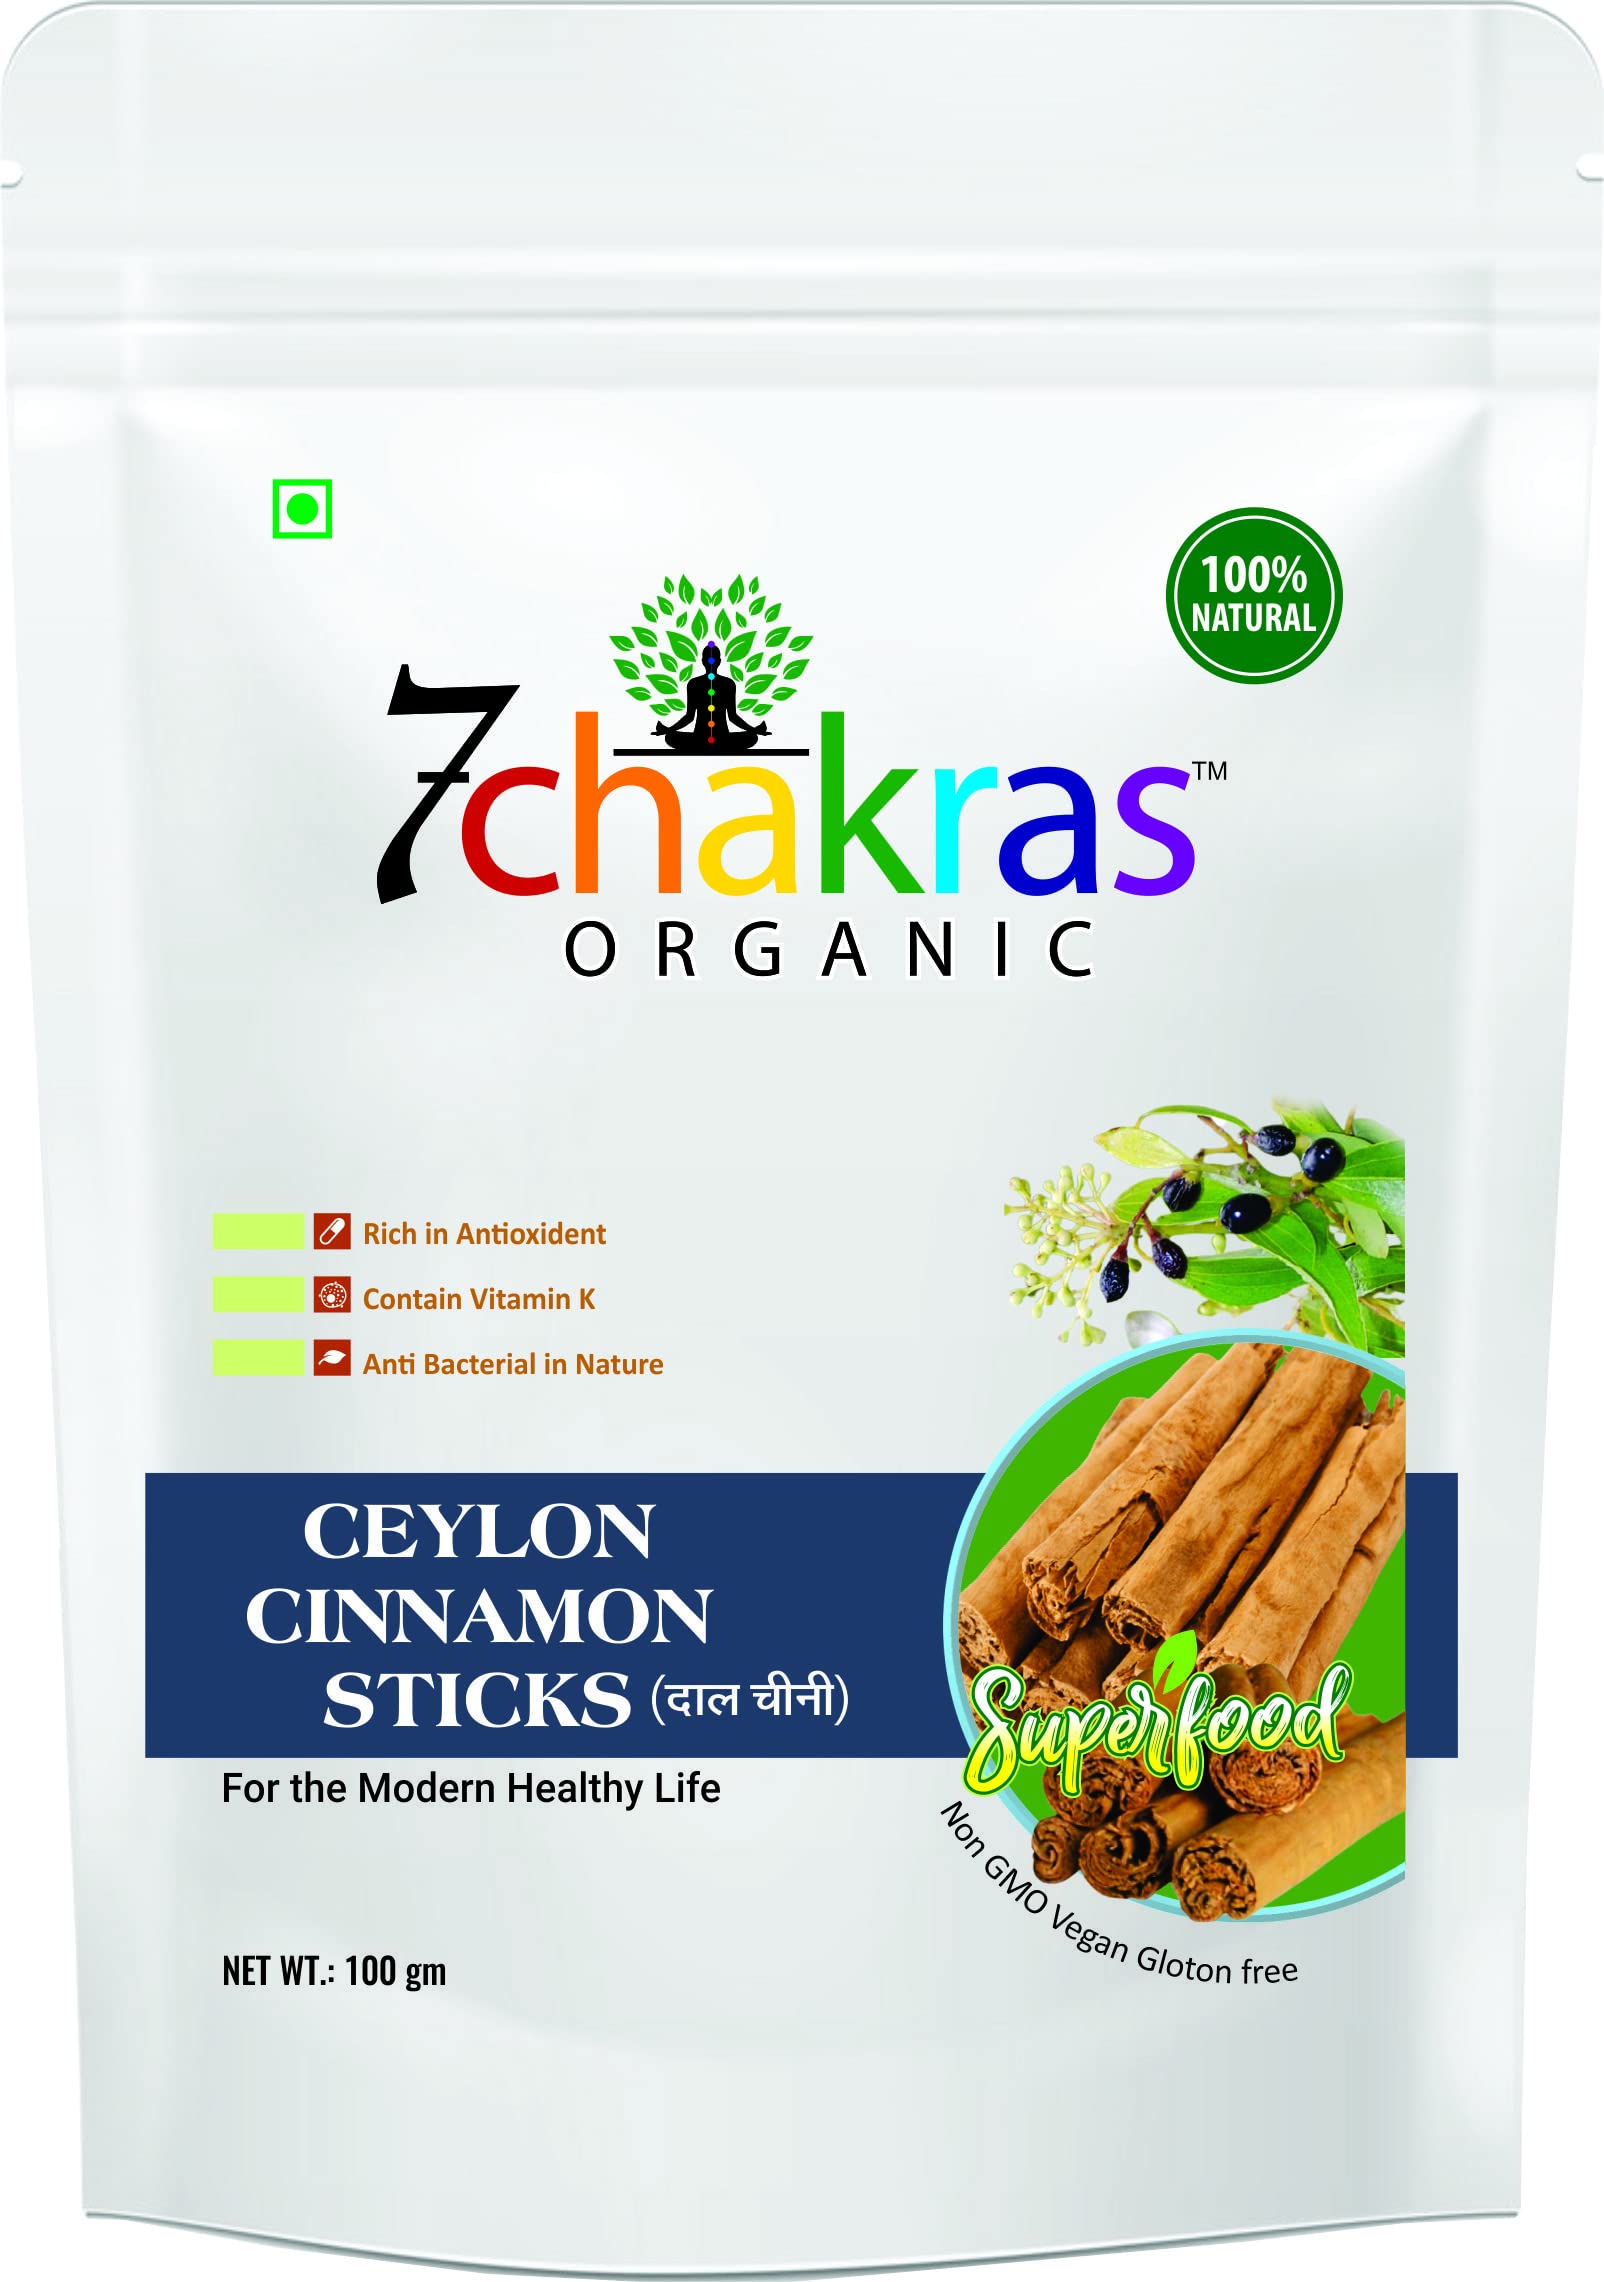 100%
NATURAL
7chakras™
ORGANIC
Rich in Antioxident
Contain Vitamin K
Anti Bacterial in Nature
CEYLON
CINNAMON
STICKS (दाल चीनी)
Superfood
For the Modern Healthy Life
Non GMO Vegan Gloton free
NET WT.: 100 gm